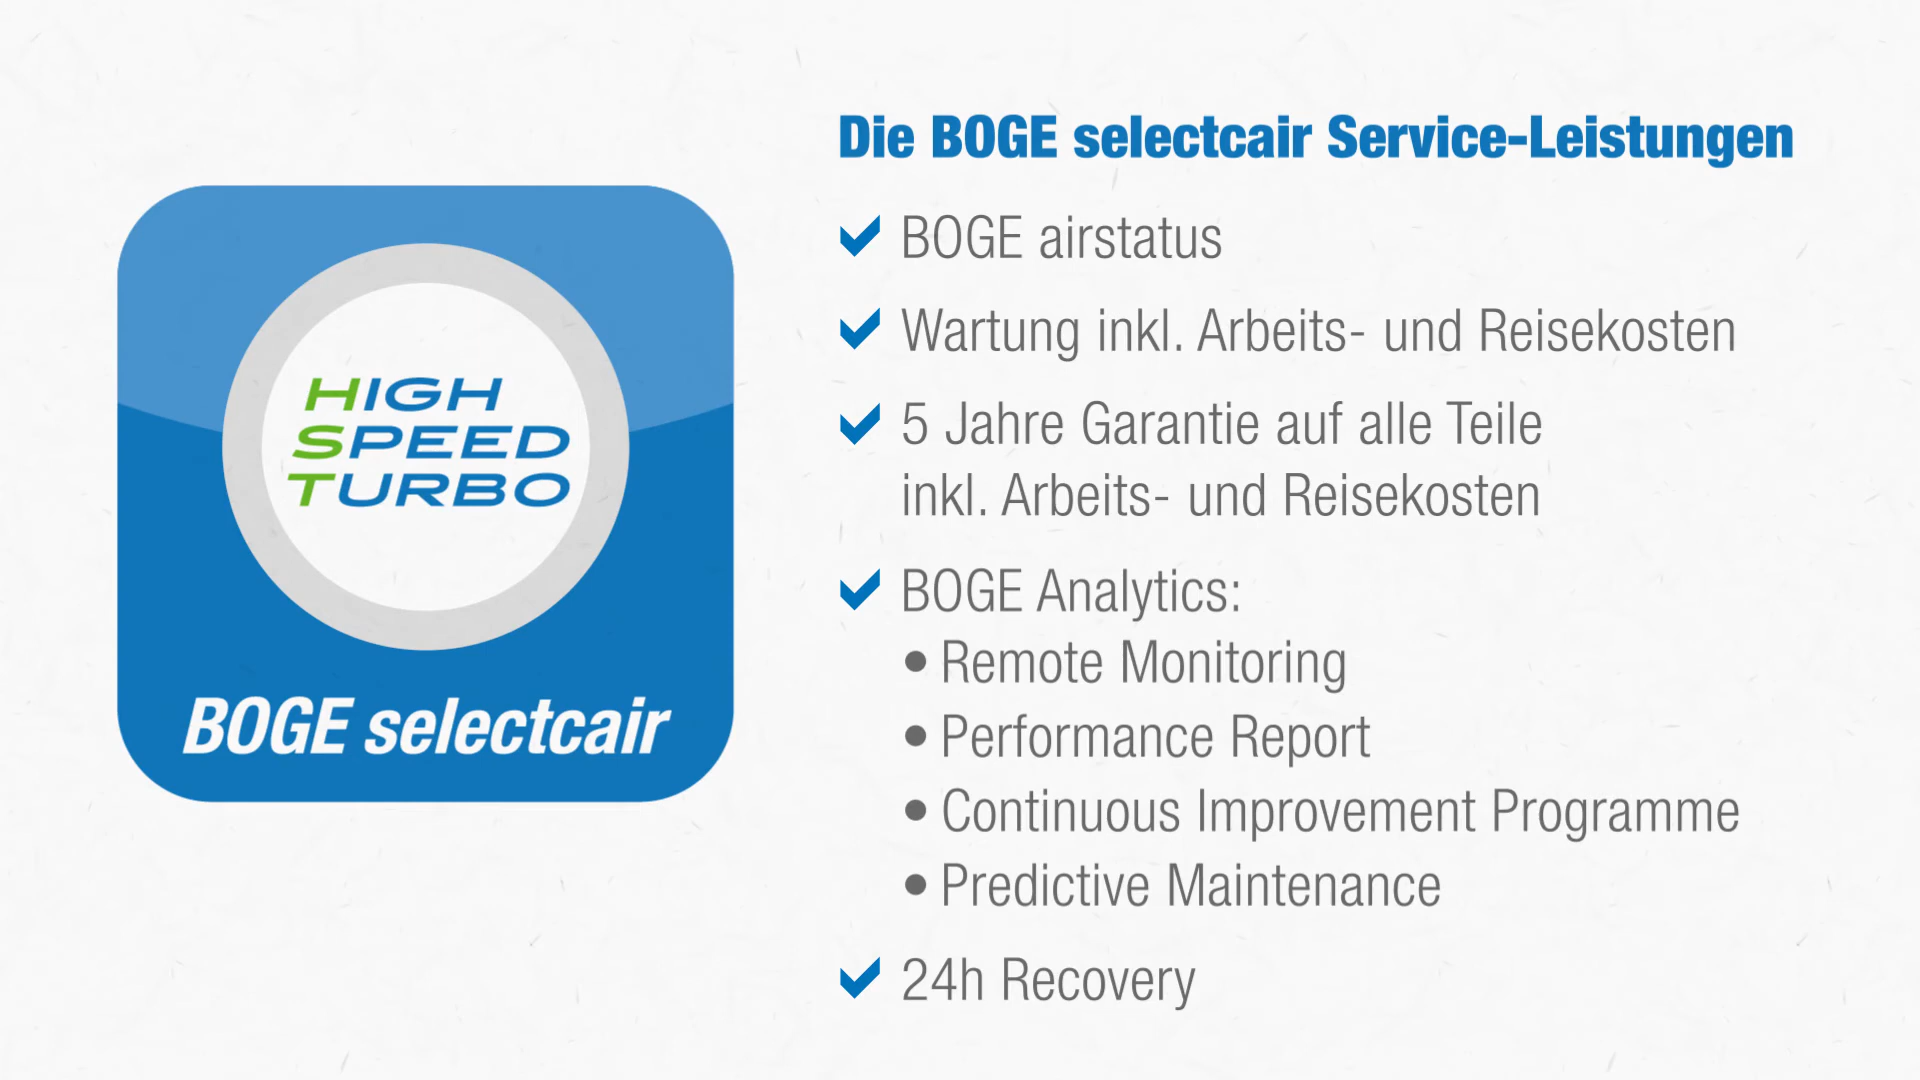 HIGH
SPEED
TURBO
BOGE selectcair
Die BOGE selectcair Service-Leistungen
BOGE airstatus
Wartung inkl. Arbeits- und Reisekosten
5 Jahre Garantie auf alle Teile
inkl. Arbeits- und Reisekosten
BOGE Analytics:
• Remote Monitoring
• Performance Report
• Continuous Improvement Programme
• Predictive Maintenance
24h Recovery